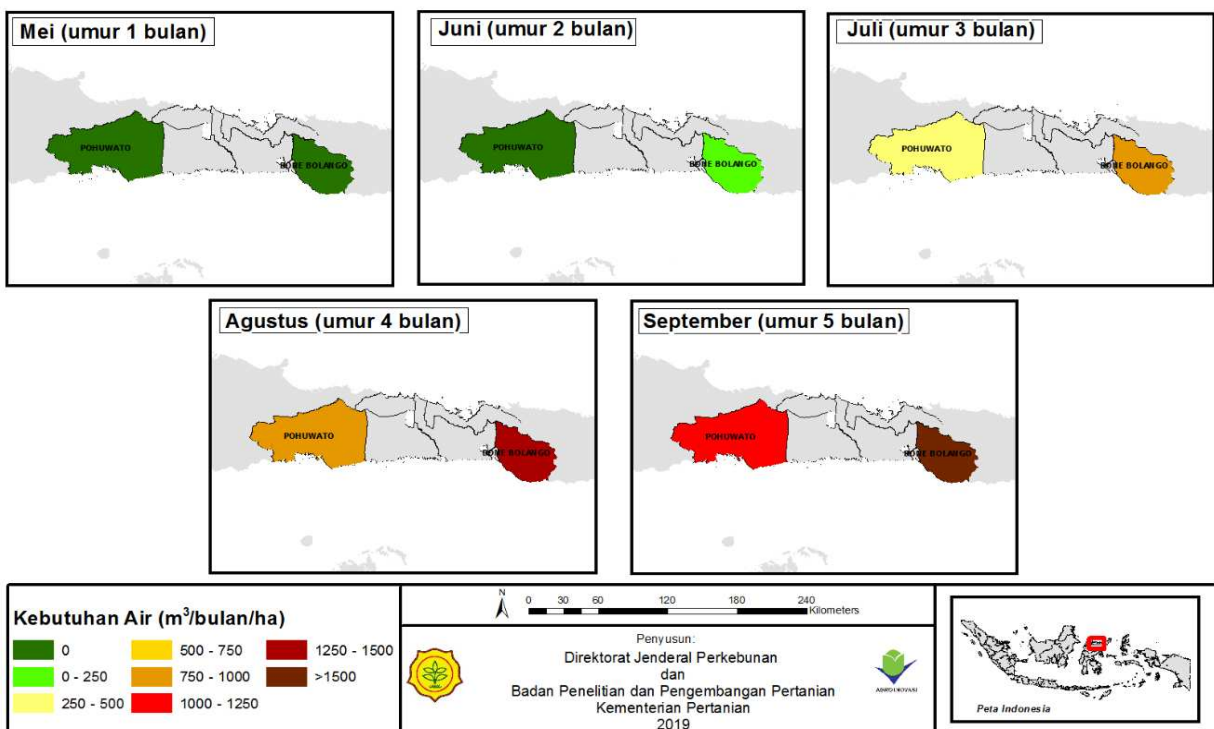 Mei (umur 1 bulan)
POHUWATO
BONE BOLANGO
Juni (umur 2 bulan)
POHUWATO
BONE BOLANGO
Juli (umur 3 bulan)
POHUWATO
BONE BOLANGO
Agustus (umur 4 bulan)
POHUWATO
BONE BOLANGO
September (umur 5 bulan)
POHUWATO
BONE BOLANGO
Kebutuhan Air (m³/bulan/ha)
0
0 - 250
250 - 500
500 - 750
750 - 1000
1000 - 1250
1250 - 1500
>1500
N
0 30 60 120 180 240
Kilometers
Penyusun:
Direktorat Jenderal Perkebunan
dan
Badan Penelitian dan Pengembangan Pertanian
Kementerian Pertanian
2019
AGRO INOVASI
Peta Indonesia